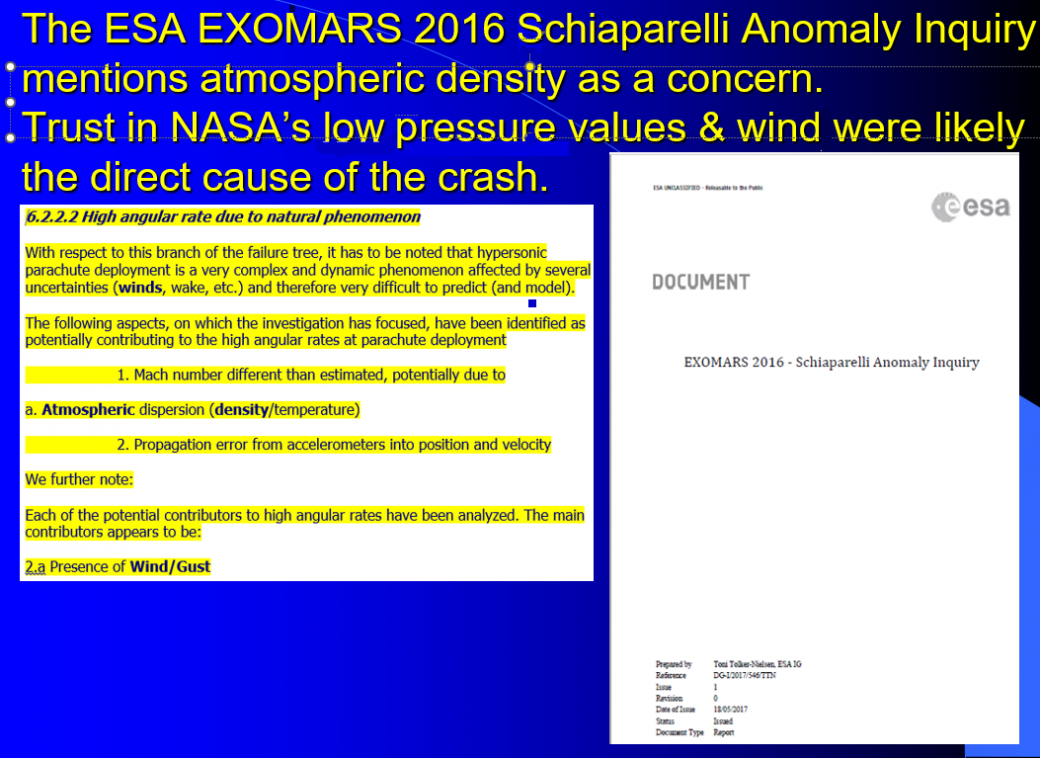 The ESA EXOMARS 2016 Schiaparelli Anomaly Inquiry
mentions atmospheric density as a concern.
Trust in NASA's low pressure values & wind were likely
the direct cause of the crash.
6.2.2.2 High angular rate due to natural phenomenon
With respect to this branch of the failure tree, it has to be noted that hypersonic
parachute deployment is a very complex and dynamic phenomenon affected by several
uncertainties (winds, wake, etc.) and therefore very difficult to predict (and model).
The following aspects, on which the investigation has focused, have been identified as
potentially contributing to the high angular rates at parachute deployment
1. Mach number different than estimated, potentially due to
a. Atmospheric dispersion (density/temperature)
2. Propagation error from accelerometers into position and velocity
We further note:
Each of the potential contributors to high angular rates have been analyzed. The main
contributors appears to be:
2.a Presence of Wind/Gust
ESA UNCLASSIFIED - Releasable to the Public
esa
DOCUMENT
EXOMARS 2016 - Schiaparelli Anomaly Inquiry
Prepared by Toni Tolker-Nielsen, ESA IG
Reference DG-I/2017/546/TTN
Issue 1
Revision 0
Date of Issue 18/05/2017
Status Issued
Document Type Report